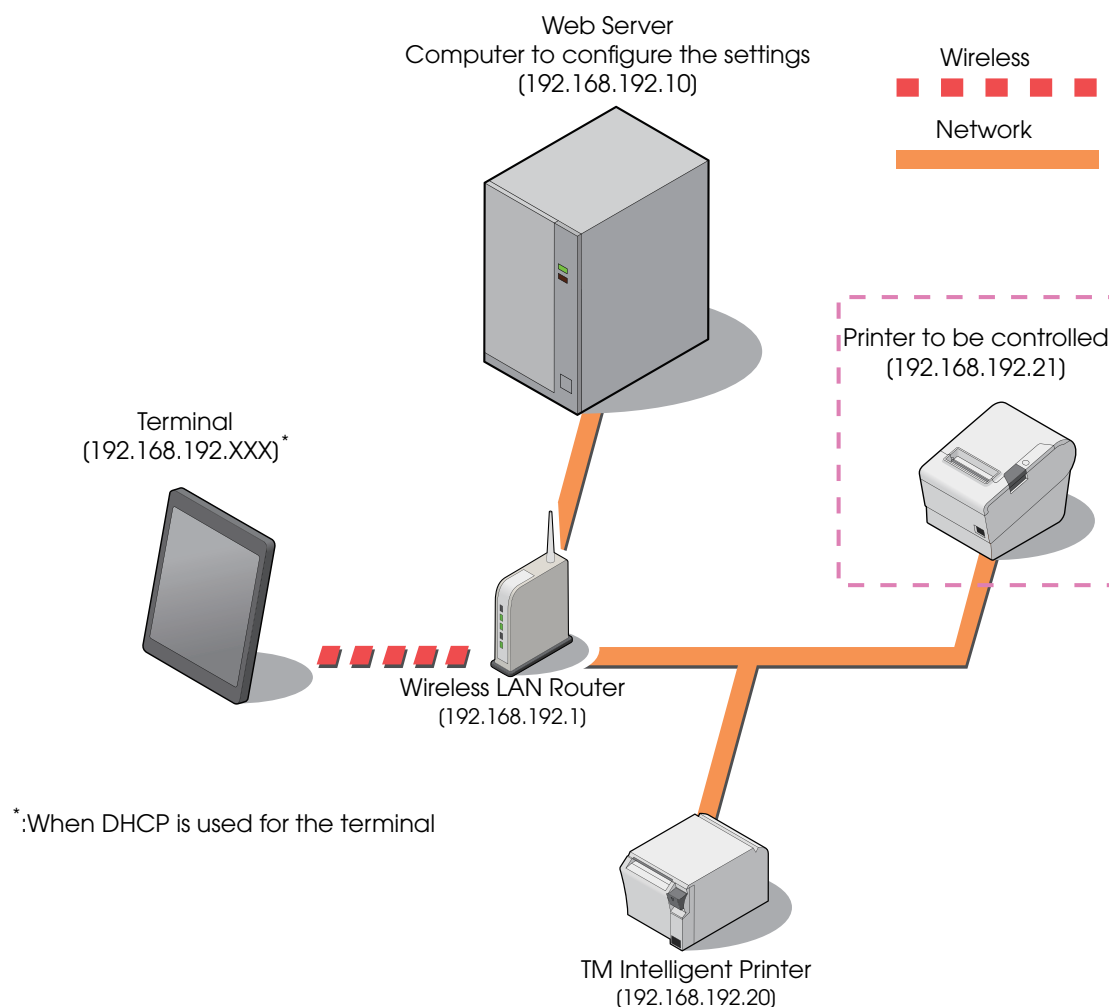 Web Server
Computer to configure the settings
(192.168.192.10)
Wireless
Network
Printer to be controlled
(192.168.192.21)
Terminal
(192.168.192.XXX)*
Wireless LAN Router
(192.168.192.1)
*:When DHCP is used for the terminal
TM Intelligent Printer
(192.168.192.20)